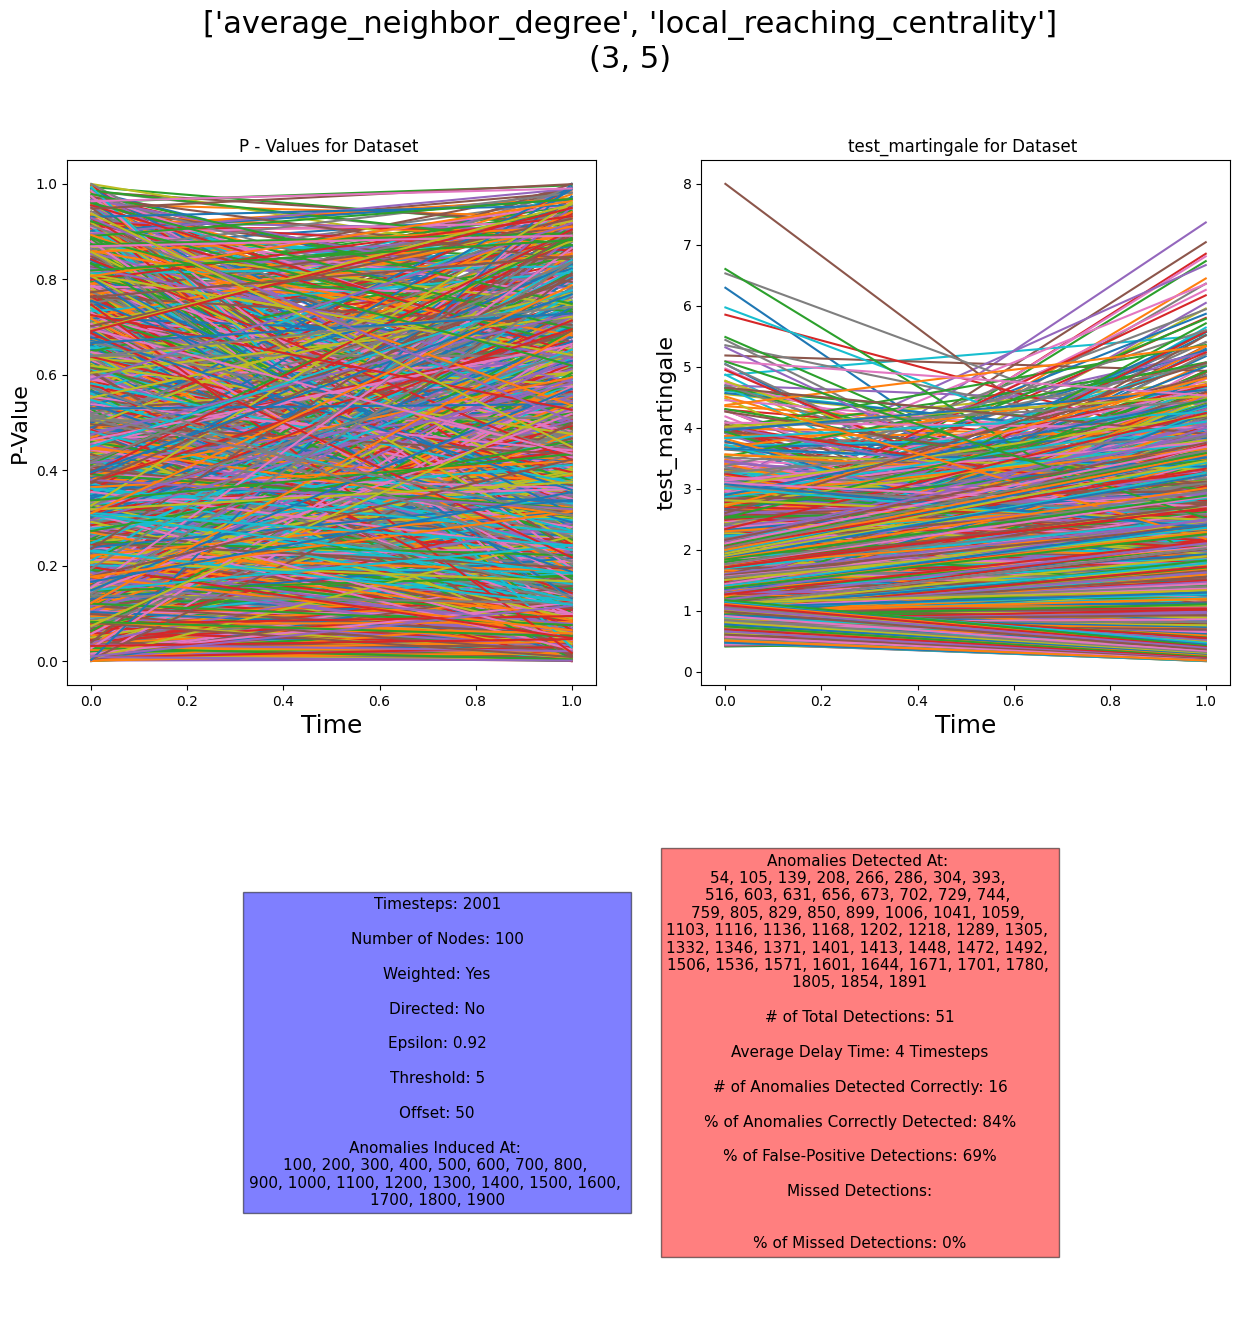 ['average_neighbor_degree', 'local_reaching_centrality']
(3, 5)
P - Values for Dataset
P-Value
1.0
0.8
0.6
0.4
0.2
0.0
0.0 0.2 0.4 0.6 0.8 1.0
Time
test_martingale for Dataset
test_martingale
8
7
6
5
4
3
2
1
0
0.0 0.2 0.4 0.6 0.8 1.0
Time
Timesteps: 2001
Number of Nodes: 100
Weighted: Yes
Directed: No
Epsilon: 0.92
Threshold: 5
Offset: 50
Anomalies Induced At:
100, 200, 300, 400, 500, 600, 700, 800,
900, 1000, 1100, 1200, 1300, 1400, 1500, 1600,
1700, 1800, 1900
Anomalies Detected At:
54, 105, 139, 208, 266, 286, 304, 393,
516, 603, 631, 656, 673, 702, 729, 744,
759, 805, 829, 850, 899, 1006, 1041, 1059,
1103, 1116, 1136, 1168, 1202, 1218, 1289, 1305,
1332, 1346, 1371, 1401, 1413, 1448, 1472, 1492,
1506, 1536, 1571, 1601, 1644, 1671, 1701, 1780,
1805, 1854, 1891
# of Total Detections: 51
Average Delay Time: 4 Timesteps
# of Anomalies Detected Correctly: 16
% of Anomalies Correctly Detected: 84%
% of False-Positive Detections: 69%
Missed Detections:
% of Missed Detections: 0%